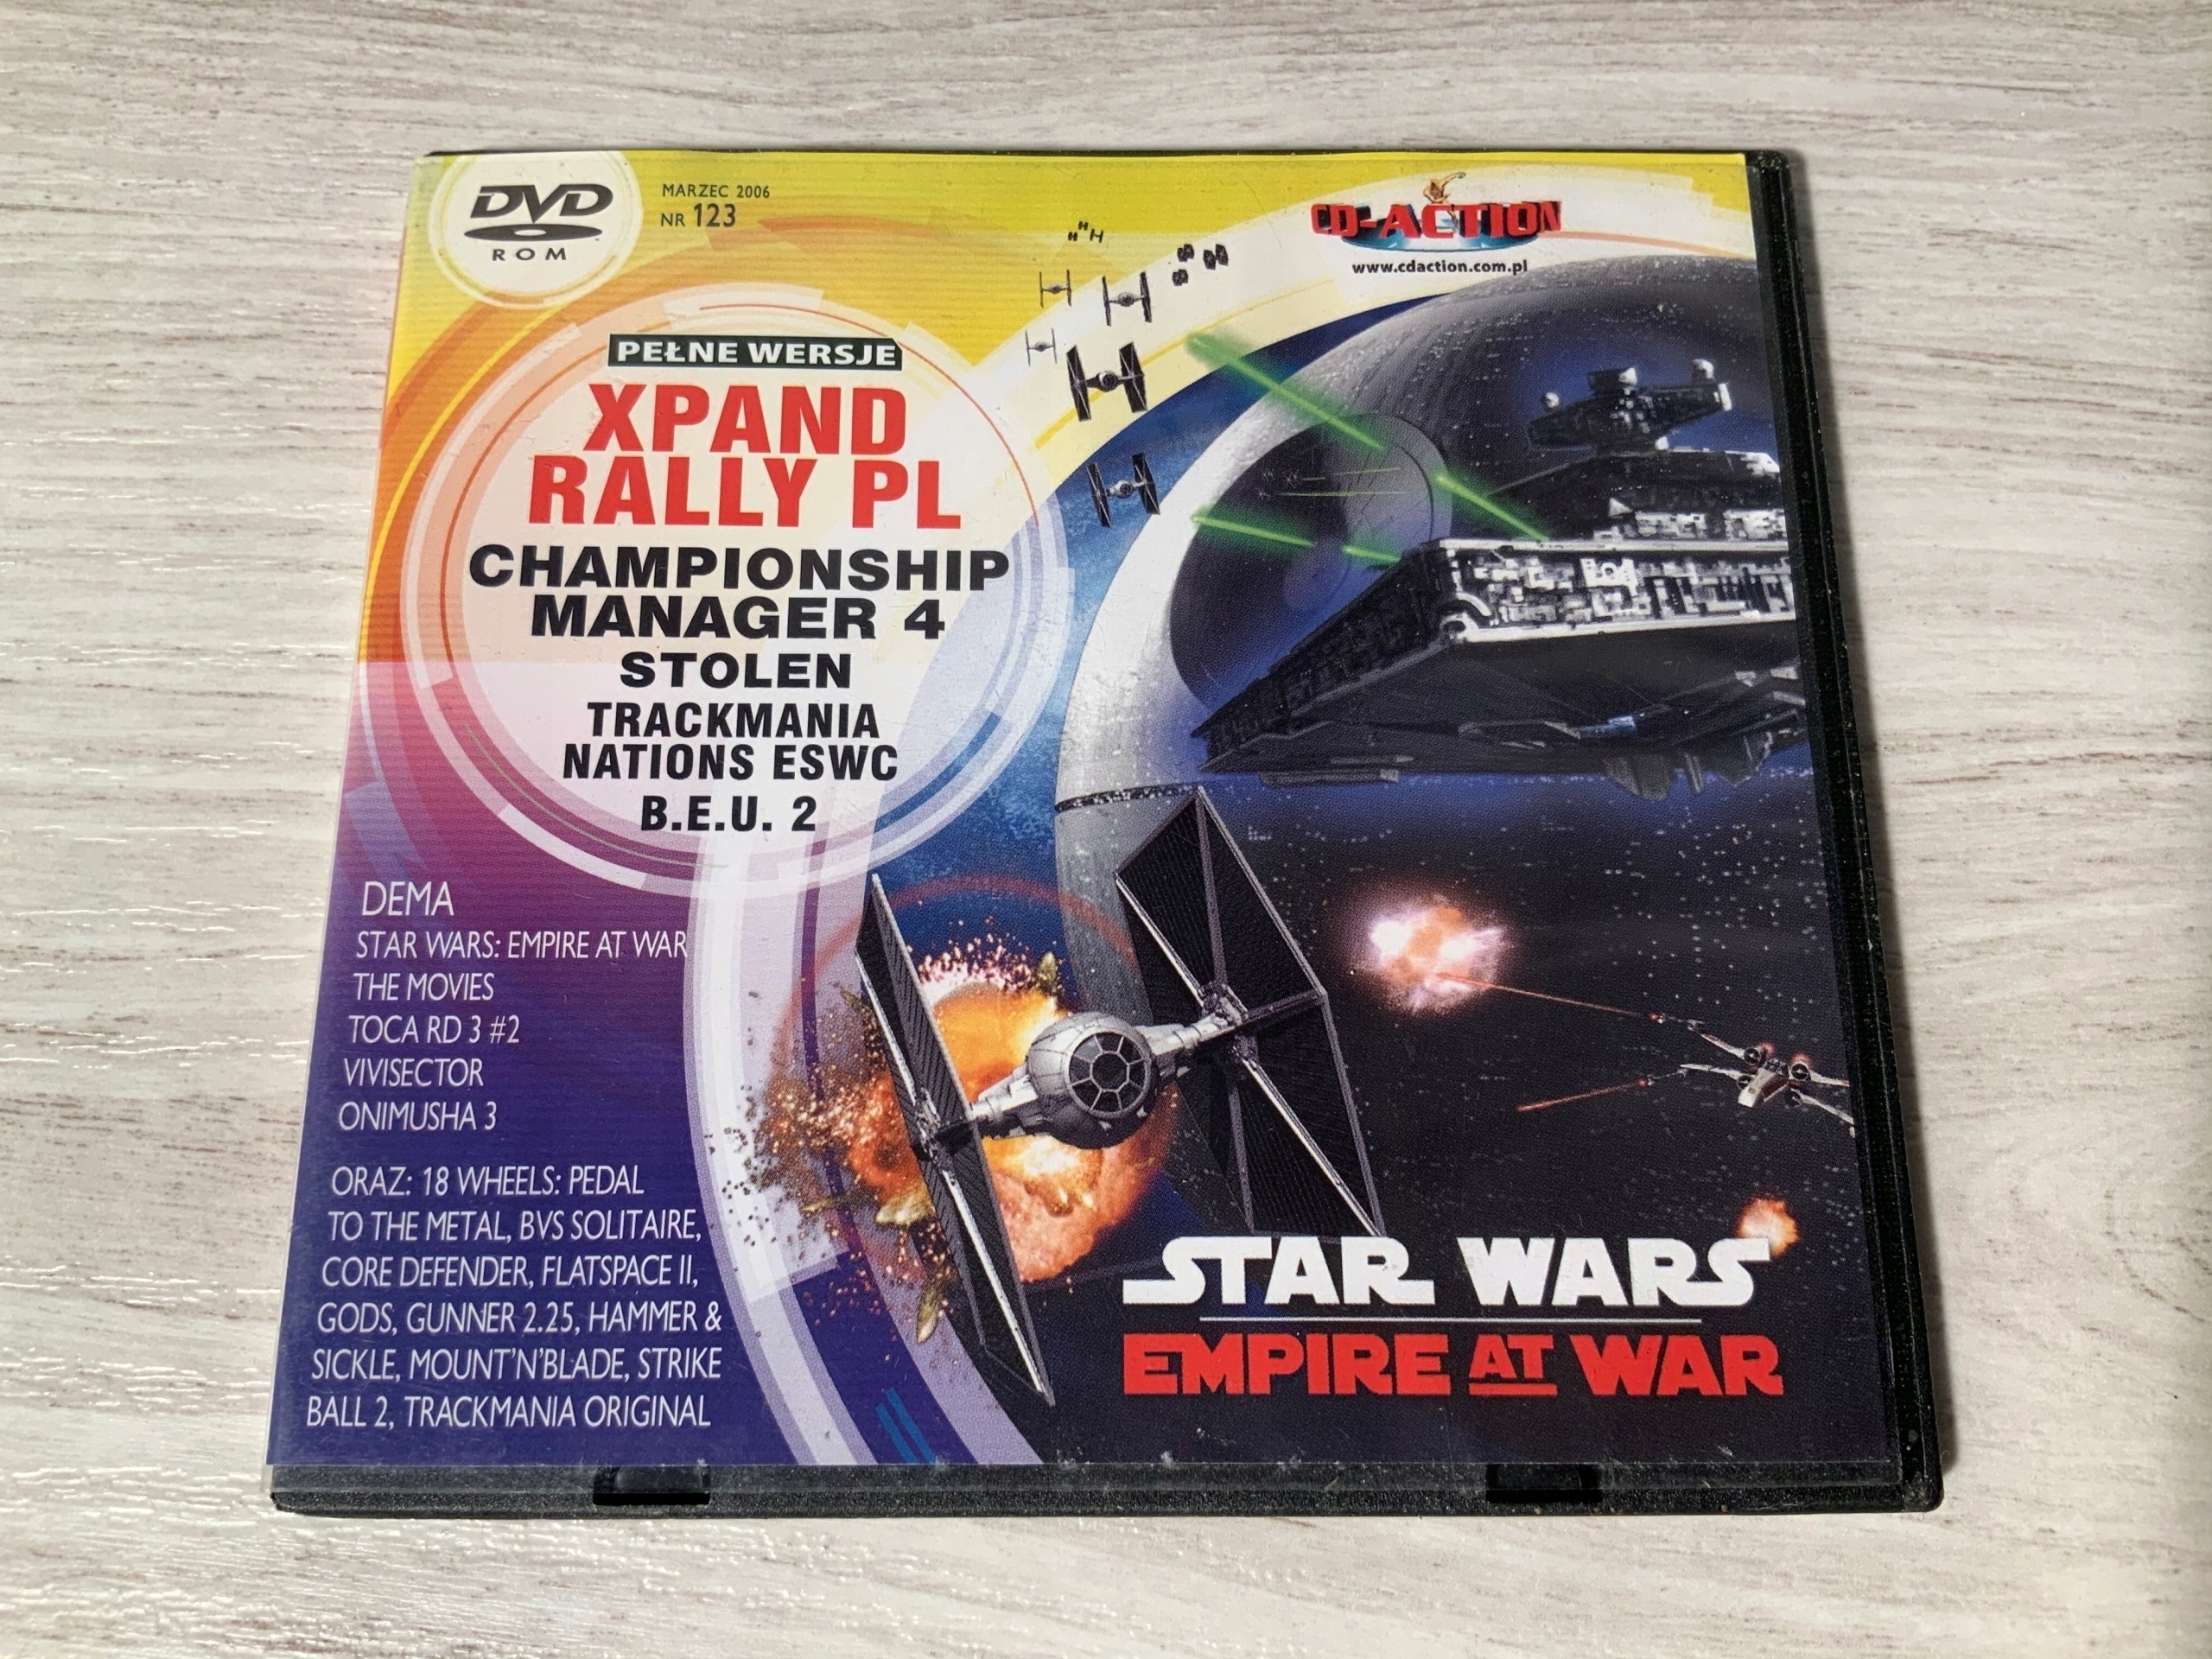 DVD
ROM
MARZEC 2006
NR 123
CD-ACTION
www.cdaction.com.pl
PEŁNE WERSJE
XPAND
RALLY PL
CHAMPIONSHIP
MANAGER 4
STOLEN
TRACKMANIA
NATIONS ESWC
B.E.U. 2
DEMA
STAR WARS: EMPIRE AT WAR
THE MOVIES
TOCA RD 3 #2
VIVISECTOR
ONIMUSHA 3
ORAZ: 18 WHEELS: PEDAL
TO THE METAL, BVS SOLITAIRE,
CORE DEFENDER, FLATSPACE II,
GODS, GUNNER 2.25, HAMMER &
SICKLE, MOUNT'N'BLADE, STRIKE
BALL 2, TRACKMANIA ORIGINAL
STAR WARS
EMPIRE AT WAR